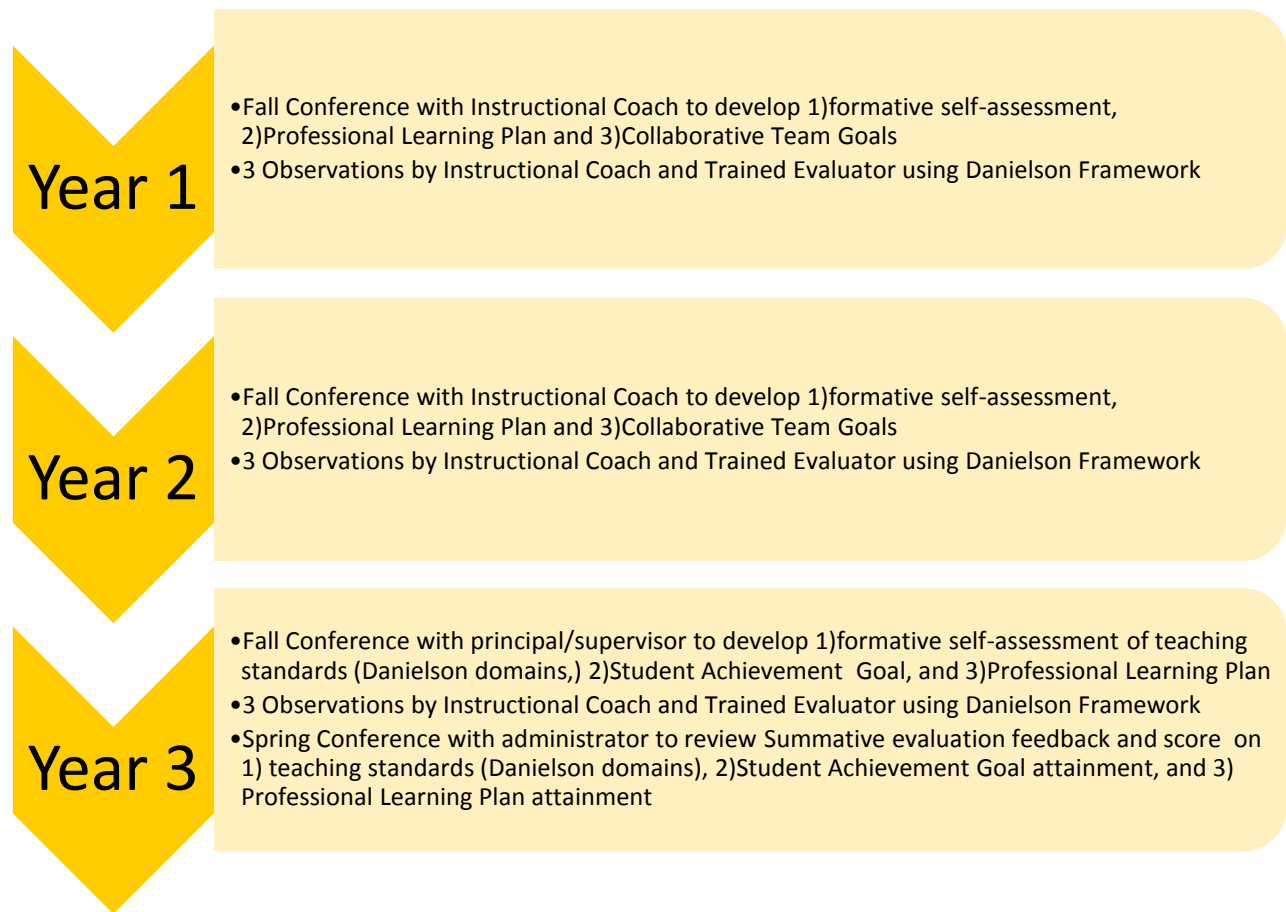 Year 1
•Fall Conference with Instructional Coach to develop 1)formative self-assessment,
2)Professional Learning Plan and 3)Collaborative Team Goals
•3 Observations by Instructional Coach and Trained Evaluator using Danielson Framework
Year 2
•Fall Conference with Instructional Coach to develop 1)formative self-assessment,
2)Professional Learning Plan and 3)Collaborative Team Goals
•3 Observations by Instructional Coach and Trained Evaluator using Danielson Framework
Year 3
•Fall Conference with principal/supervisor to develop 1)formative self-assessment of teaching
standards (Danielson domains,) 2)Student Achievement Goal, and 3)Professional Learning Plan
•3 Observations by Instructional Coach and Trained Evaluator using Danielson Framework
•Spring Conference with administrator to review Summative evaluation feedback and score on
1) teaching standards (Danielson domains), 2)Student Achievement Goal attainment, and 3)
Professional Learning Plan attainment